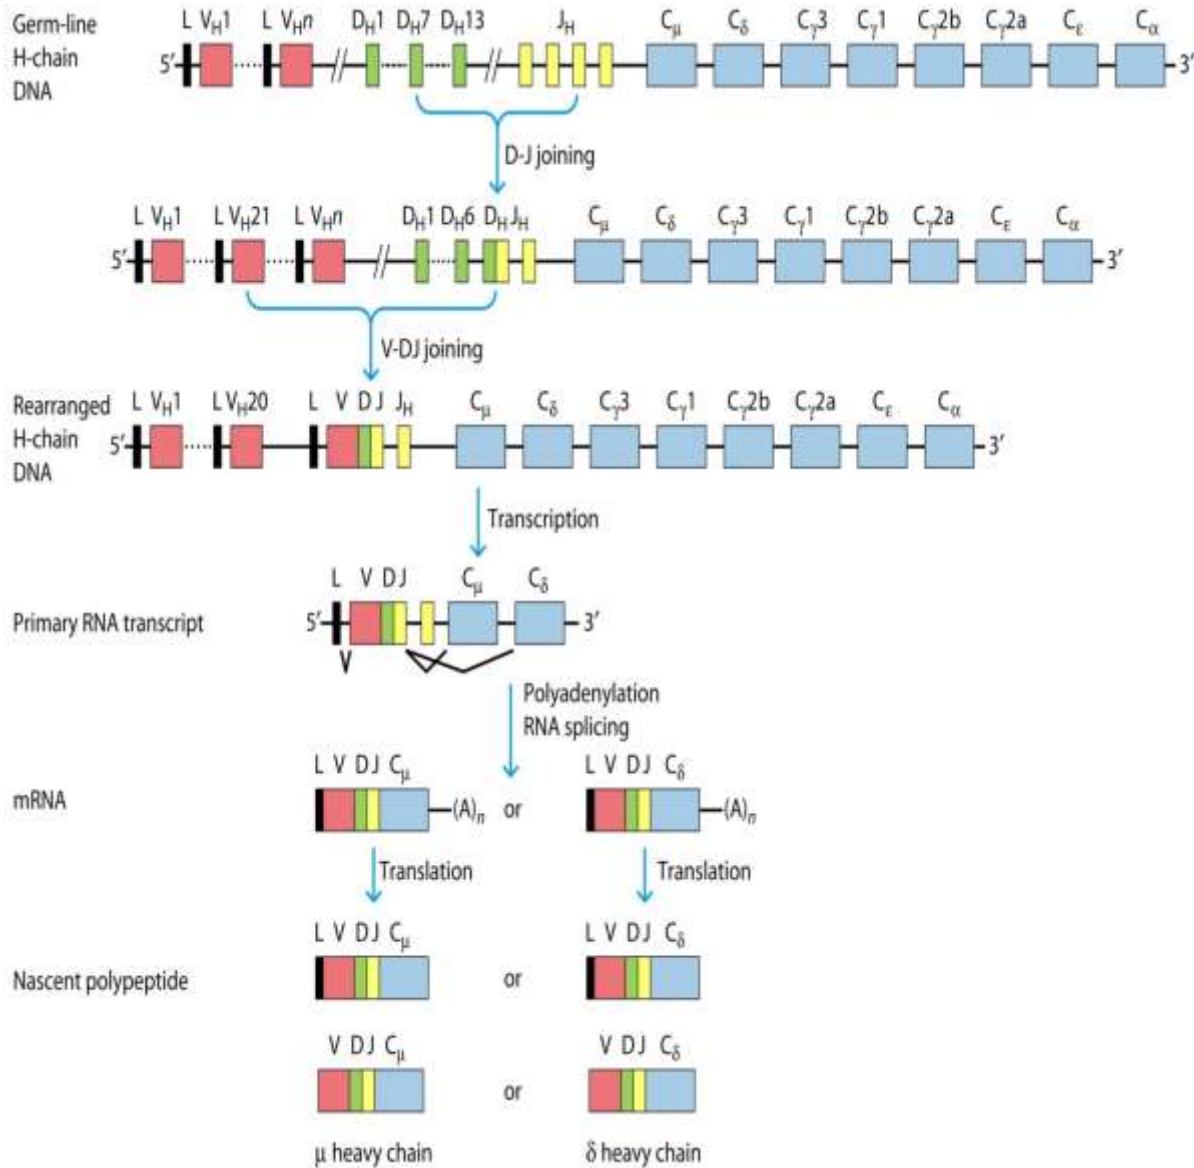 Germ-line
H-chain
DNA
L V_H1 L V_Hn D_H1 D_H7 D_H13 J_H C_μ C_δ C_γ3 C_γ1 C_γ2b C_γ2a C_ε C_α
5′ 3′
D-J joining
L V_H1 L V_H21 L V_Hn D_H1 D_H6 D_H J_H C_μ C_δ C_γ3 C_γ1 C_γ2b C_γ2a C_ε C_α
5′ 3′
V-DJ joining
Rearranged
H-chain
DNA
L V_H1 L V_H20 L V D J J_H C_μ C_δ C_γ3 C_γ1 C_γ2b C_γ2a C_ε C_α
5′ 3′
Transcription
L V D J C_μ C_δ
Primary RNA transcript 5′ 3′
Polyadenylation
RNA splicing
L V D J C_μ L V D J C_δ
mRNA (A)_n or (A)_n
Translation Translation
L V D J C_μ L V D J C_δ
Nascent polypeptide or
V D J C_μ V D J C_δ
or
μ heavy chain δ heavy chain